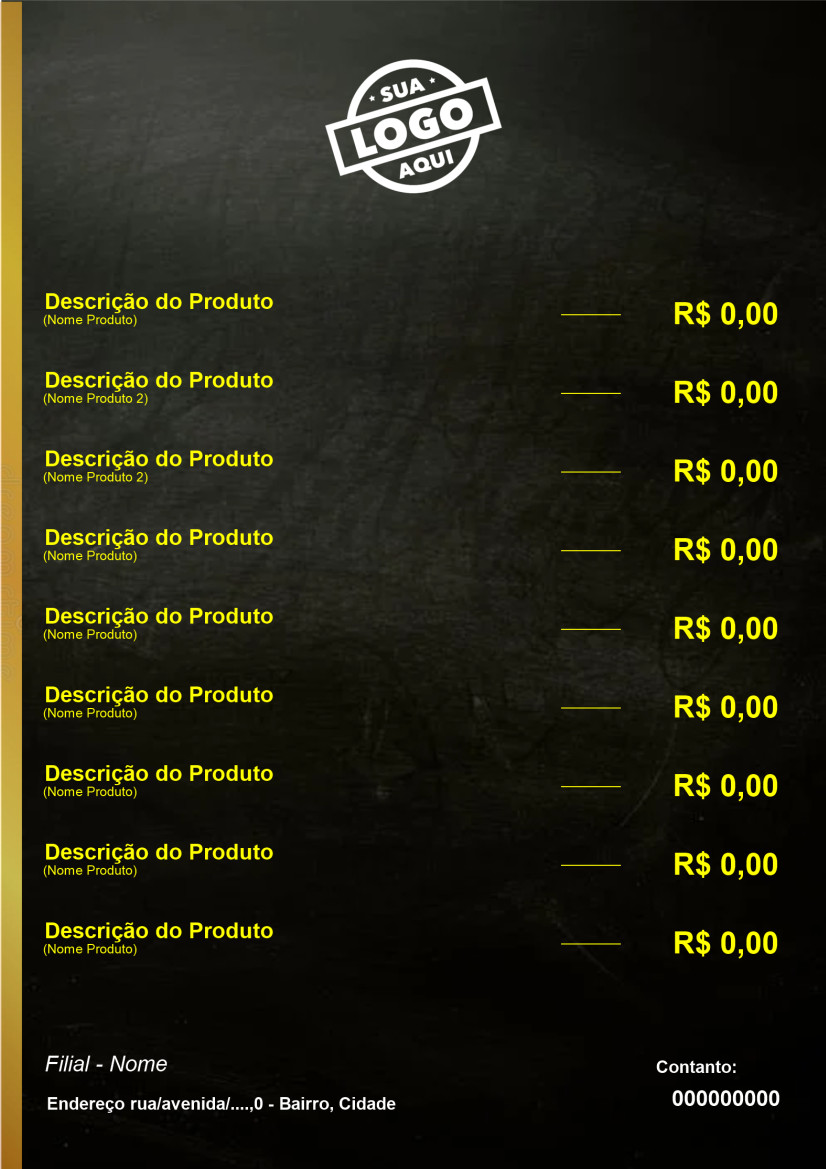 SUA
LOGO
AQUI
Descrição do Produto
(Nome Produto)
R$ 0,00
Descrição do Produto
(Nome Produto 2)
R$ 0,00
Descrição do Produto
(Nome Produto 2)
R$ 0,00
Descrição do Produto
(Nome Produto)
R$ 0,00
Descrição do Produto
(Nome Produto)
R$ 0,00
Descrição do Produto
(Nome Produto)
R$ 0,00
Descrição do Produto
(Nome Produto)
R$ 0,00
Descrição do Produto
(Nome Produto)
R$ 0,00
Descrição do Produto
(Nome Produto)
R$ 0,00
Filial - Nome
Contanto:
Endereço rua/avenida/....,0 - Bairro, Cidade
000000000